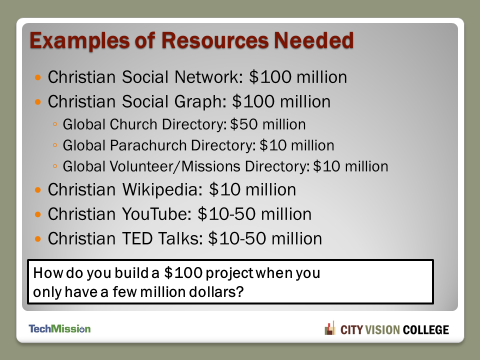 Examples of Resources Needed
Christian Social Network: $100 million
Christian Social Graph: $100 million
Global Church Directory: $50 million
Global Parachurch Directory: $10 million
Global Volunteer/Missions Directory: $10 million
Christian Wikipedia: $10 million
Christian YouTube: $10-50 million
Christian TED Talks: $10-50 million
How do you build a $100 project when you
only have a few million dollars?
TechMission
CITY VISION COLLEGE